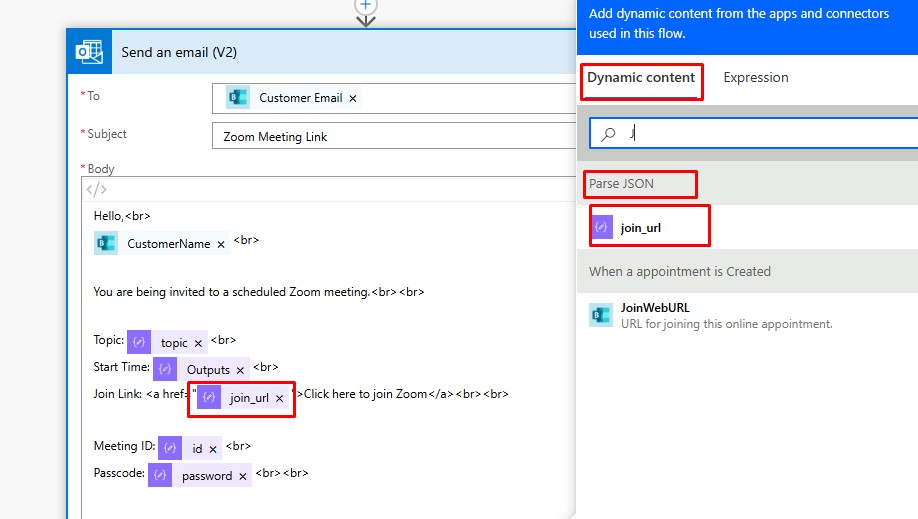 Send an email (V2)
* To
Customer Email ×
* Subject
Zoom Meeting Link
* Body
</>
Hello,<br>
CustomerName × <br>
You are being invited to a scheduled Zoom meeting.<br><br>
Topic: topic × <br>
Start Time: Outputs × <br>
Join Link: <a href="join_url ×">Click here to join Zoom</a><br><br>
Meeting ID: id × <br>
Passcode: password × <br><br>
Add dynamic content from the apps and connectors
used in this flow.
Dynamic content Expression
J
Parse JSON
join_url
When a appointment is Created
JoinWebURL
URL for joining this online appointment.